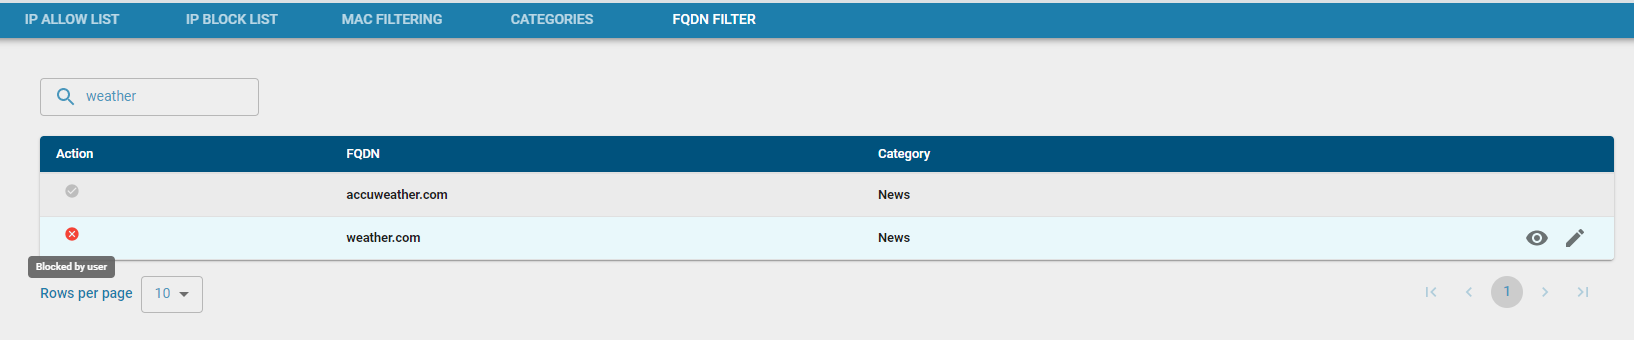 IP ALLOW LIST IP BLOCK LIST MAC FILTERING CATEGORIES FQDN FILTER
weather
Action FQDN Category
accuweather.com News
weather.com News
Blocked by user
Rows per page 10 1